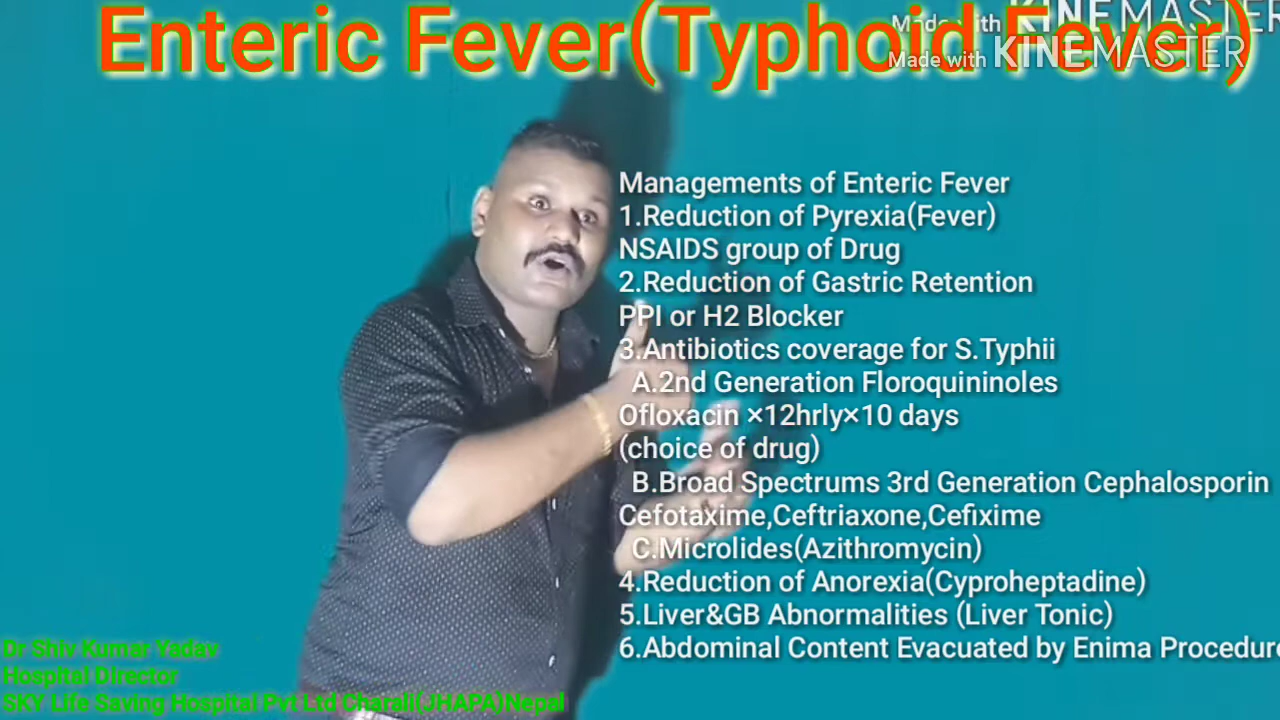 Enteric Fever(Typhoid Fever)
Made with KINEMASTER
Made with KINEMASTER
Managements of Enteric Fever
1.Reduction of Pyrexia(Fever)
NSAIDS group of Drug
2.Reduction of Gastric Retention
PPI or H2 Blocker
3.Antibiotics coverage for S.Typhii
A.2nd Generation Floroquininoles
Ofloxacin ×12hrly×10 days
(choice of drug)
B.Broad Spectrums 3rd Generation Cephalosporin
Cefotaxime,Ceftriaxone,Cefixime
C.Microlides(Azithromycin)
4.Reduction of Anorexia(Cyproheptadine)
5.Liver&GB Abnormalities (Liver Tonic)
6.Abdominal Content Evacuated by Enima Procedure
Dr Shiv Kumar Yadav
Hospital Director
SKY Life Saving Hospital Pvt Ltd Charali(JHAPA)Nepal